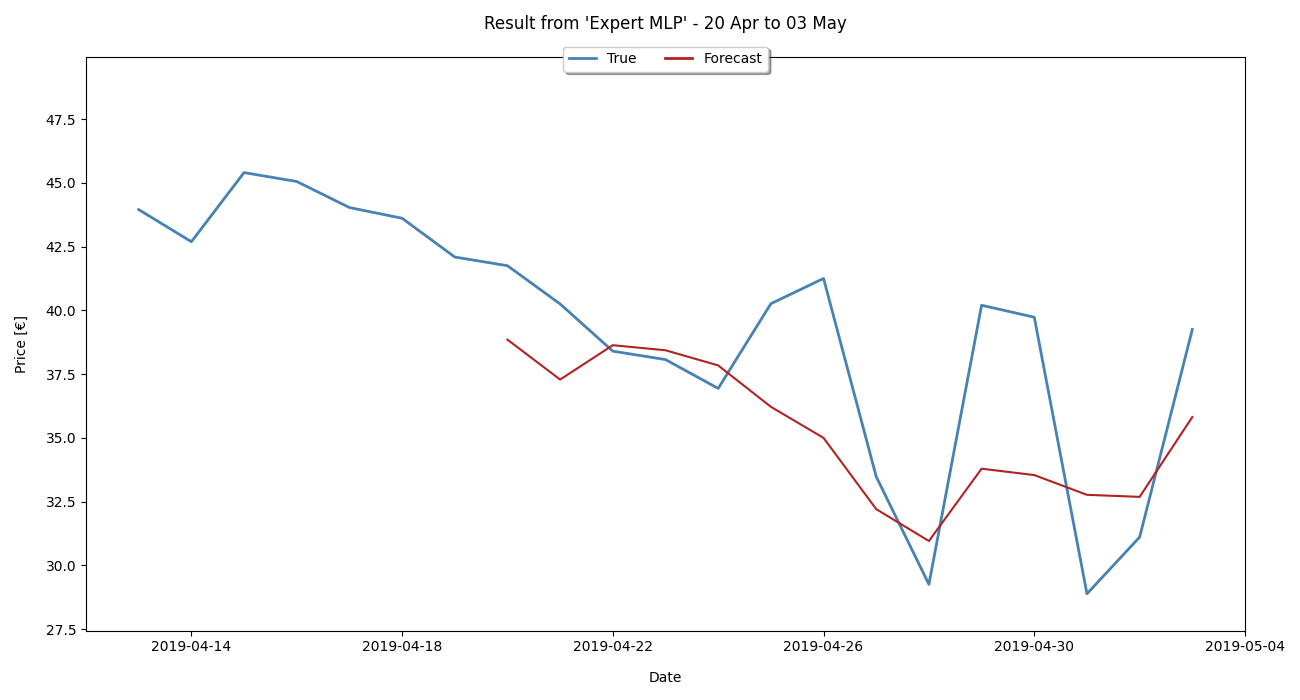 Result from 'Expert MLP' - 20 Apr to 03 May
True Forecast
47.5
45.0
42.5
40.0
37.5
35.0
32.5
30.0
27.5
Price [€]
2019-04-14 2019-04-18 2019-04-22 2019-04-26 2019-04-30 2019-05-04
Date